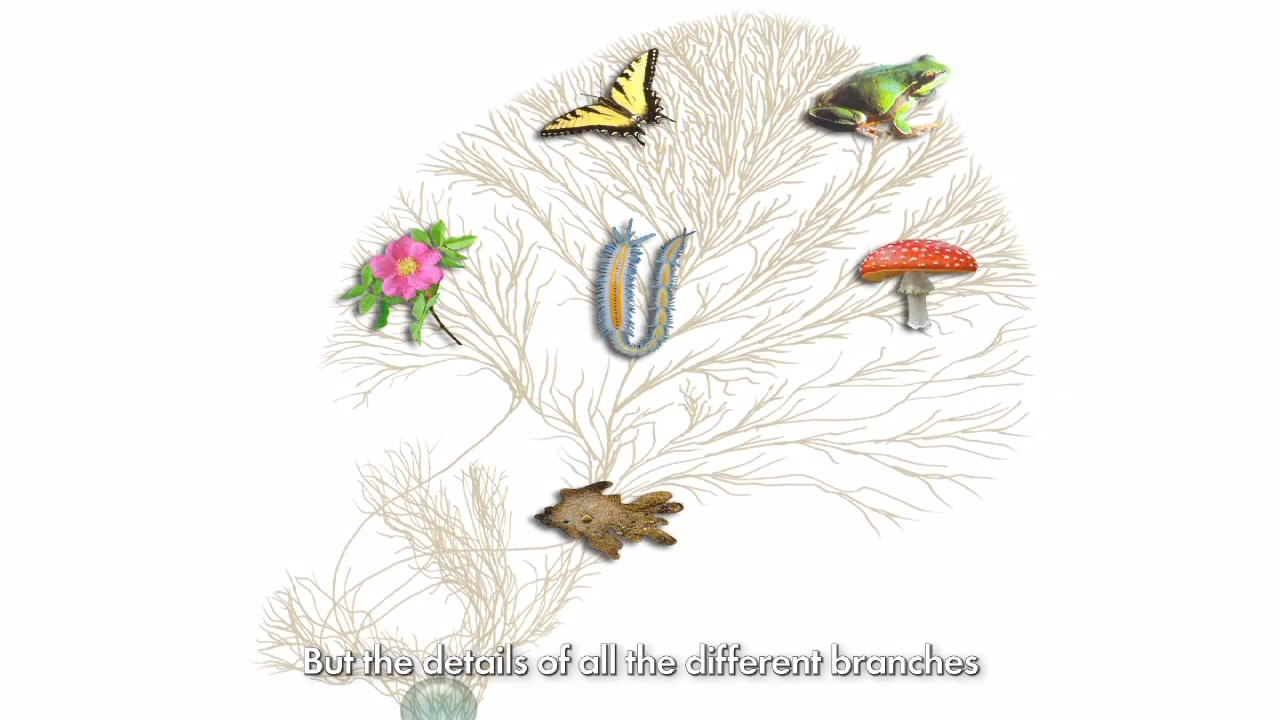 But the details of all the different branches